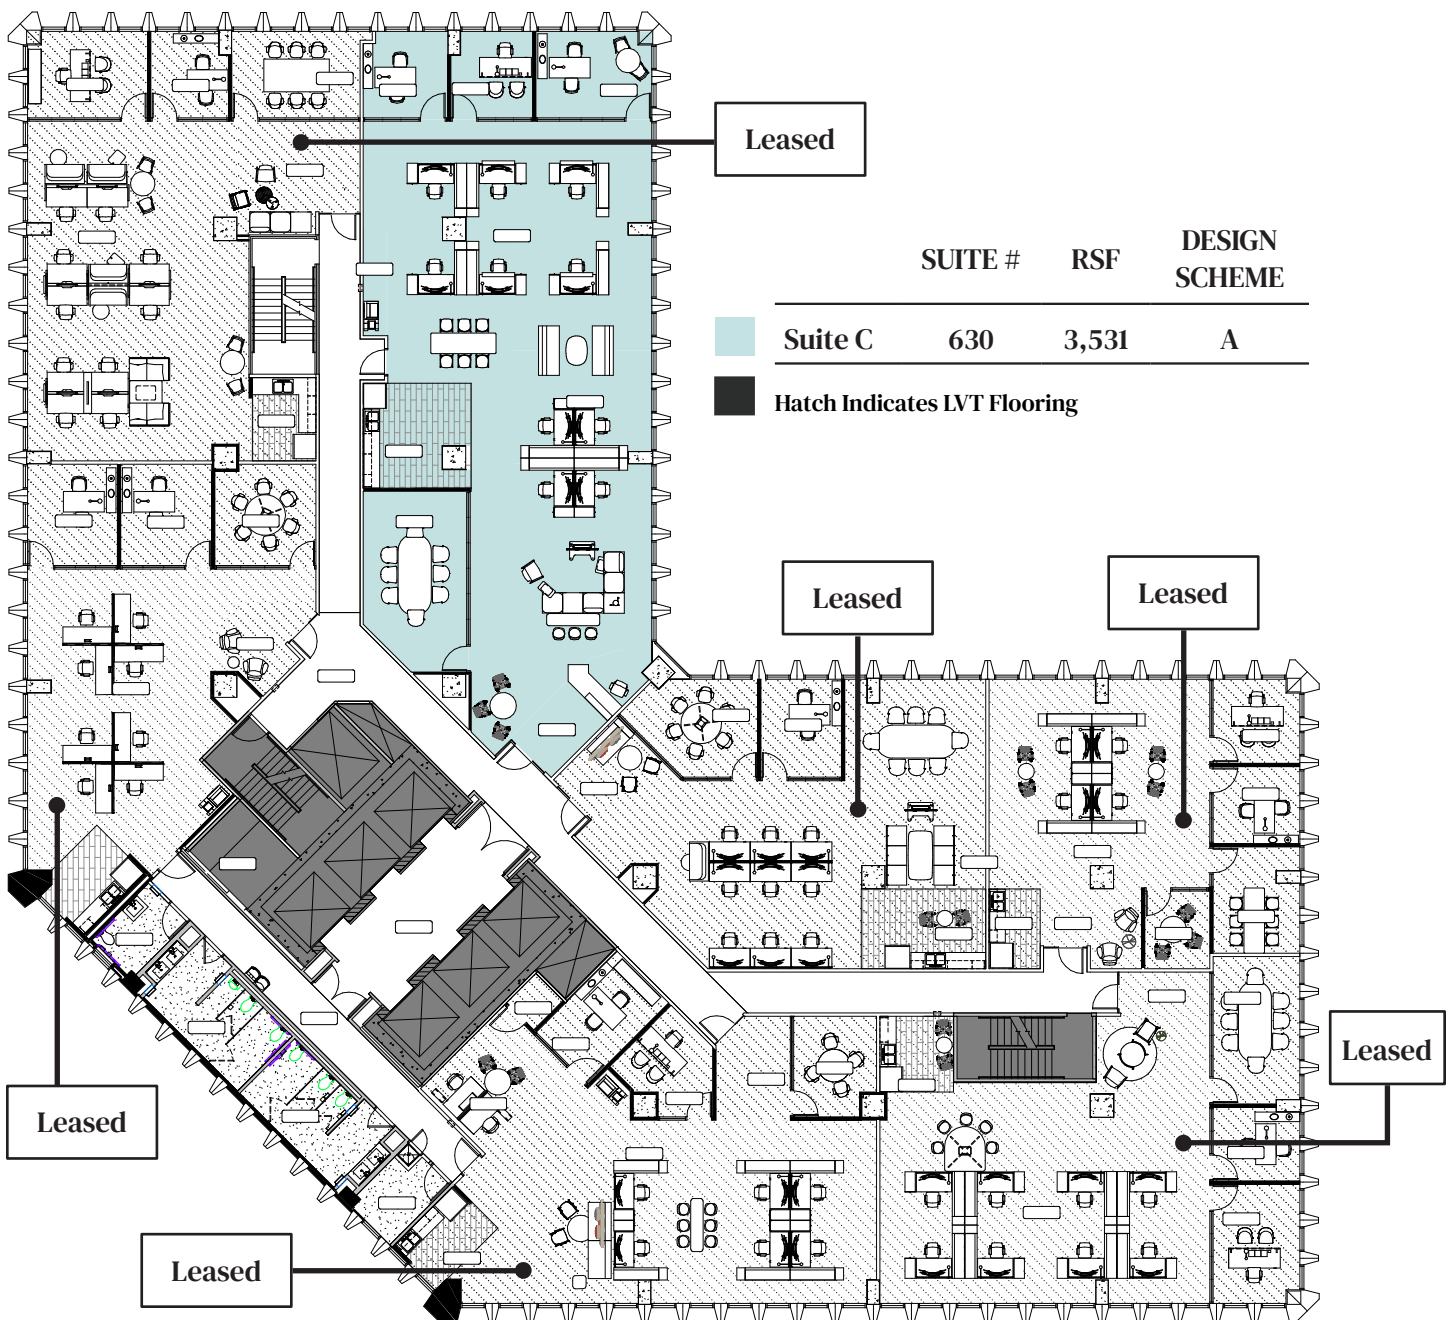 Leased
SUITE # RSF DESIGN SCHEME
Suite C 630 3,531 A
Hatch Indicates LVT Flooring
Leased
Leased
Leased
Leased
Leased